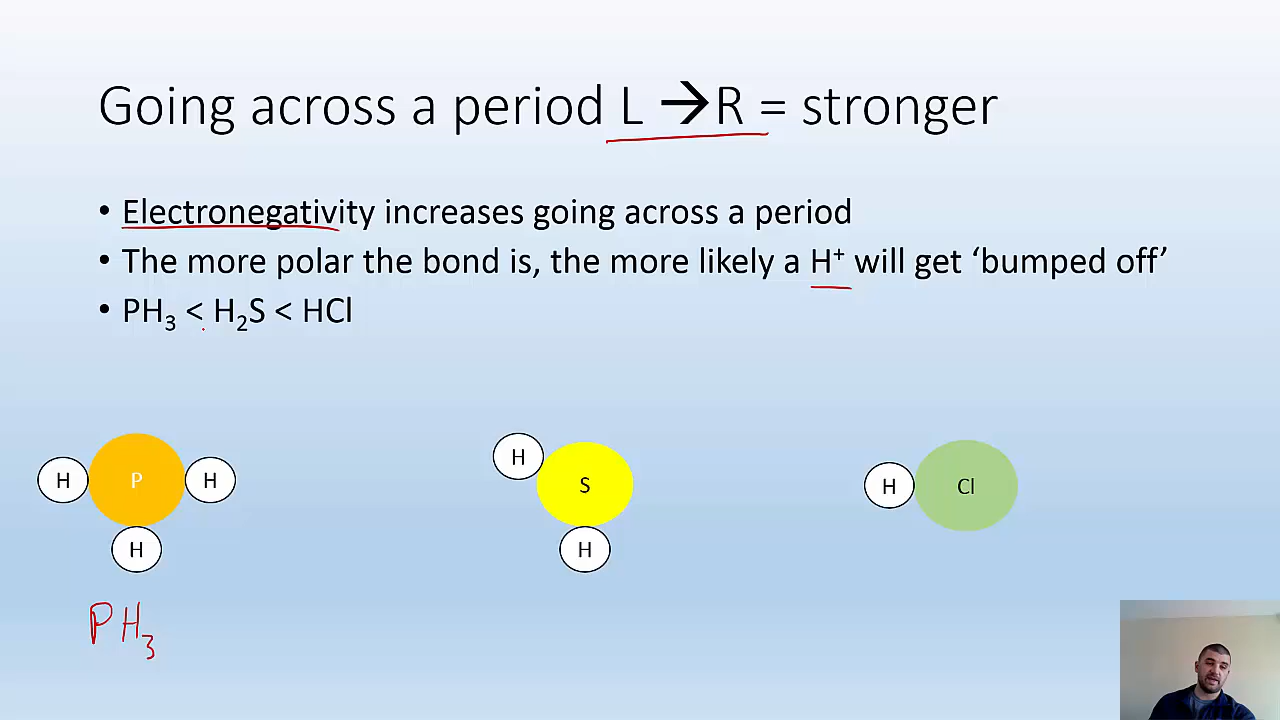 Going across a period L →R = stronger
• Electronegativity increases going across a period
• The more polar the bond is, the more likely a H⁺ will get ‘bumped off’
• PH₃ < H₂S < HCl
H P H
H
H
S
H
H Cl
PH₃